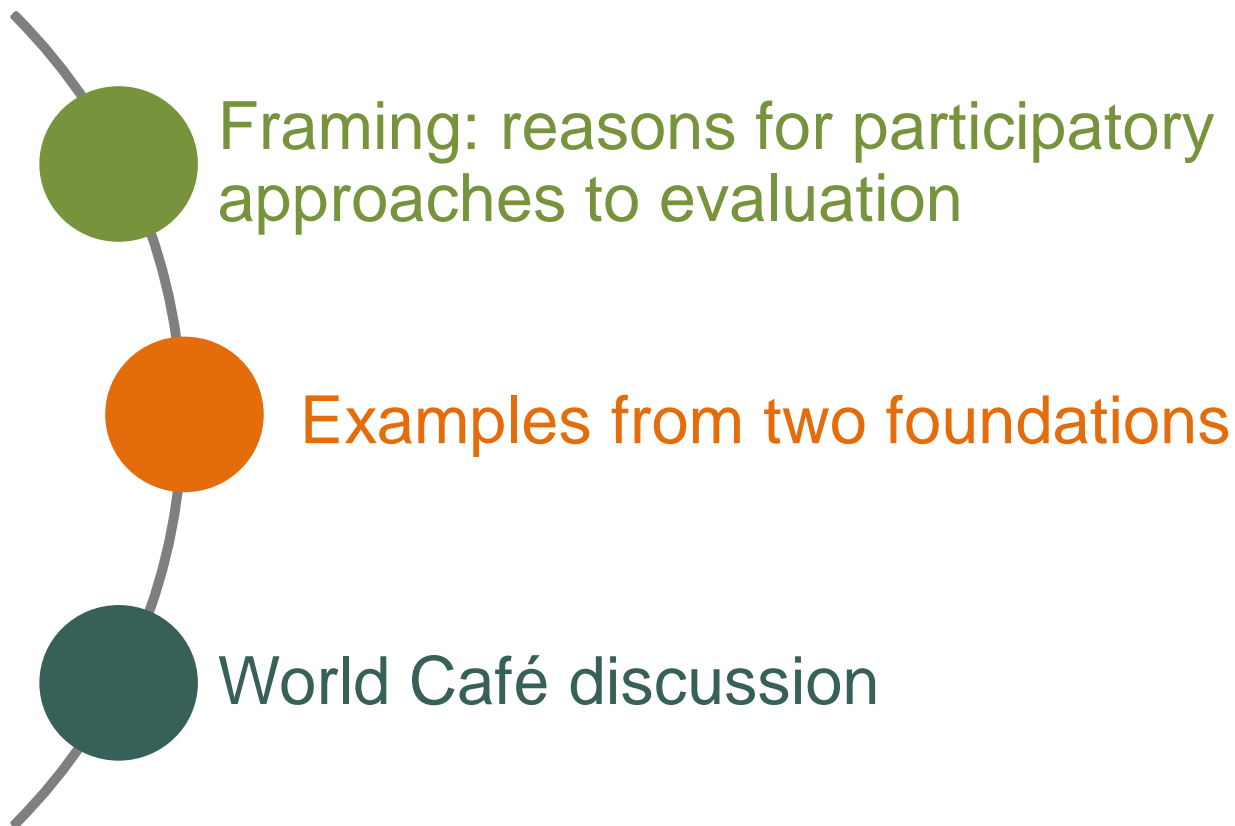 Framing: reasons for participatory
approaches to evaluation
Examples from two foundations
World Café discussion